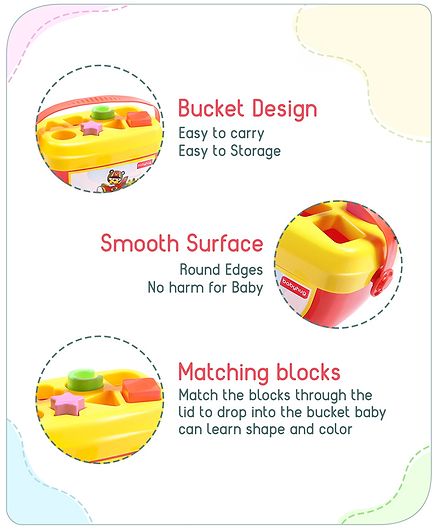 Bucket Design
Easy to carry
Easy to Storage
Smooth Surface
Round Edges
No harm for Baby
babyhug
Matching blocks
Match the blocks through the
lid to drop into the bucket baby
can learn shape and color